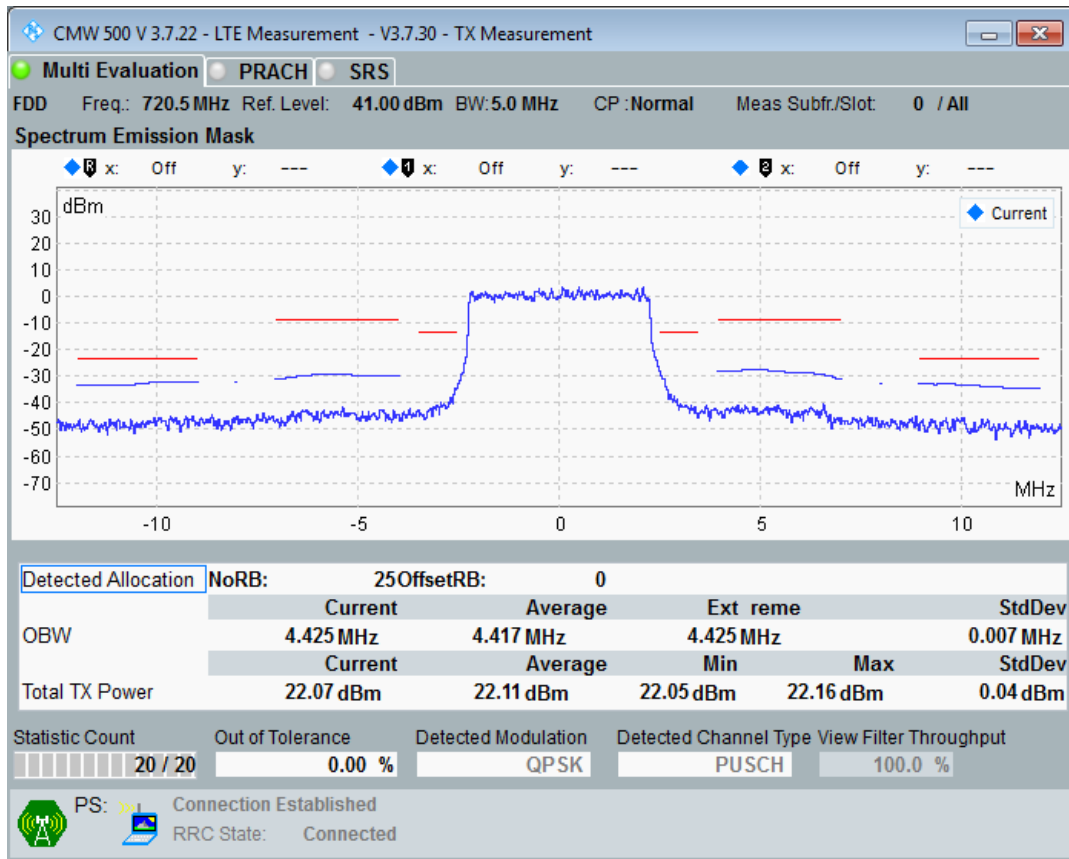 CMW 500 V 3.7.22 - LTE Measurement - V3.7.30 - TX Measurement
Multi Evaluation PRACH SRS
FDD Freq.: 720.5 MHz Ref. Level: 41.00 dBm BW: 5.0 MHz CP : Normal Meas Subfr./Slot: 0 / All
Spectrum Emission Mask
R x: Off y: --- 1 x: Off y: --- 2 x: Off y: ---
dBm
Current
30
20
10
0
-10
-20
-30
-40
-50
-60
-70
MHz
-10 -5 0 5 10
Detected Allocation NoRB: 25 OffsetRB: 0
Current Average Ext reme StdDev
OBW 4.425 MHz 4.417 MHz 4.425 MHz 0.007 MHz
Current Average Min Max StdDev
Total TX Power 22.07 dBm 22.11 dBm 22.05 dBm 22.16 dBm 0.04 dBm
Statistic Count Out of Tolerance Detected Modulation Detected Channel Type View Filter Throughput
20 / 20 0.00 % QPSK PUSCH 100.0 %
PS: Connection Established
RRC State: Connected